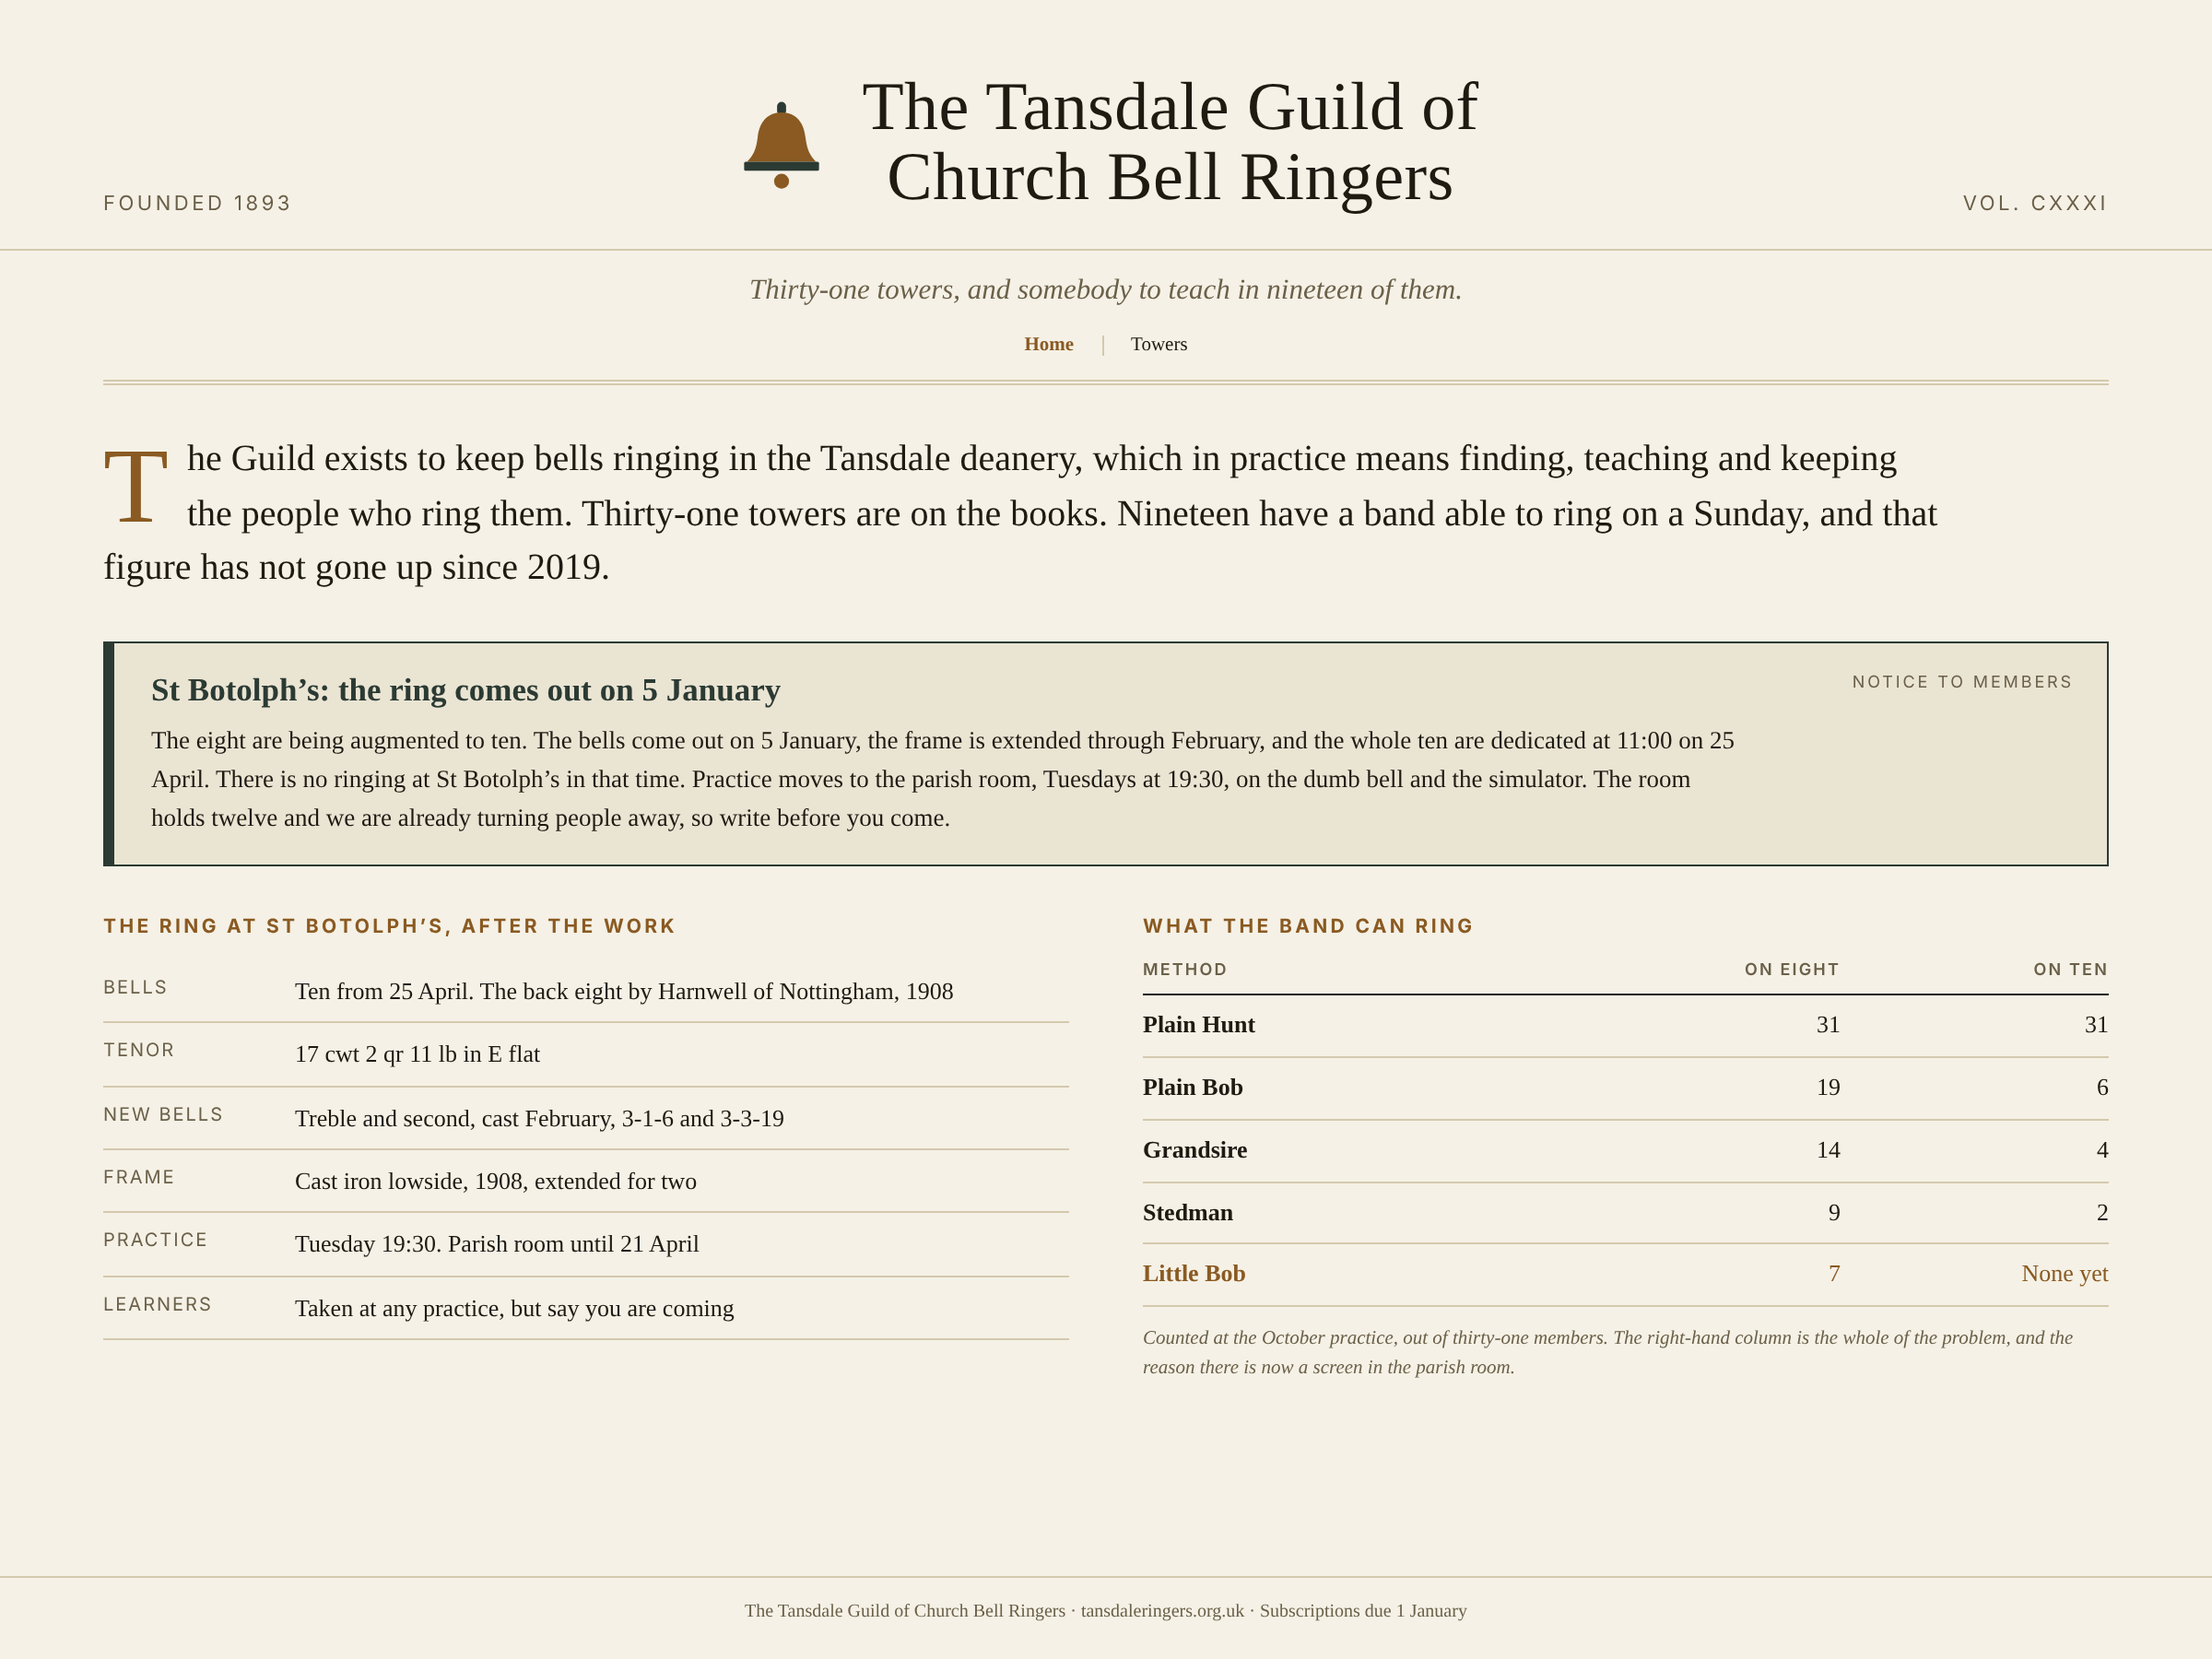 The Tansdale Guild of
Church Bell Ringers
FOUNDED 1893
VOL. CXXXI
Thirty-one towers, and somebody to teach in nineteen of them.
Home | Towers
The Guild exists to keep bells ringing in the Tansdale deanery, which in practice means finding, teaching and keeping
the people who ring them. Thirty-one towers are on the books. Nineteen have a band able to ring on a Sunday, and that
figure has not gone up since 2019.
St Botolph’s: the ring comes out on 5 January
NOTICE TO MEMBERS
The eight are being augmented to ten. The bells come out on 5 January, the frame is extended through February, and the whole ten are dedicated at 11:00 on 25
April. There is no ringing at St Botolph’s in that time. Practice moves to the parish room, Tuesdays at 19:30, on the dumb bell and the simulator. The room
holds twelve and we are already turning people away, so write before you come.
THE RING AT ST BOTOLPH’S, AFTER THE WORK
BELLS Ten from 25 April. The back eight by Harnwell of Nottingham, 1908
TENOR 17 cwt 2 qr 11 lb in E flat
NEW BELLS Treble and second, cast February, 3-1-6 and 3-3-19
FRAME Cast iron lowside, 1908, extended for two
PRACTICE Tuesday 19:30. Parish room until 21 April
LEARNERS Taken at any practice, but say you are coming
WHAT THE BAND CAN RING
METHOD ON EIGHT ON TEN
Plain Hunt 31 31
Plain Bob 19 6
Grandsire 14 4
Stedman 9 2
Little Bob 7 None yet
Counted at the October practice, out of thirty-one members. The right-hand column is the whole of the problem, and the
reason there is now a screen in the parish room.
The Tansdale Guild of Church Bell Ringers · tansdaleringers.org.uk · Subscriptions due 1 January